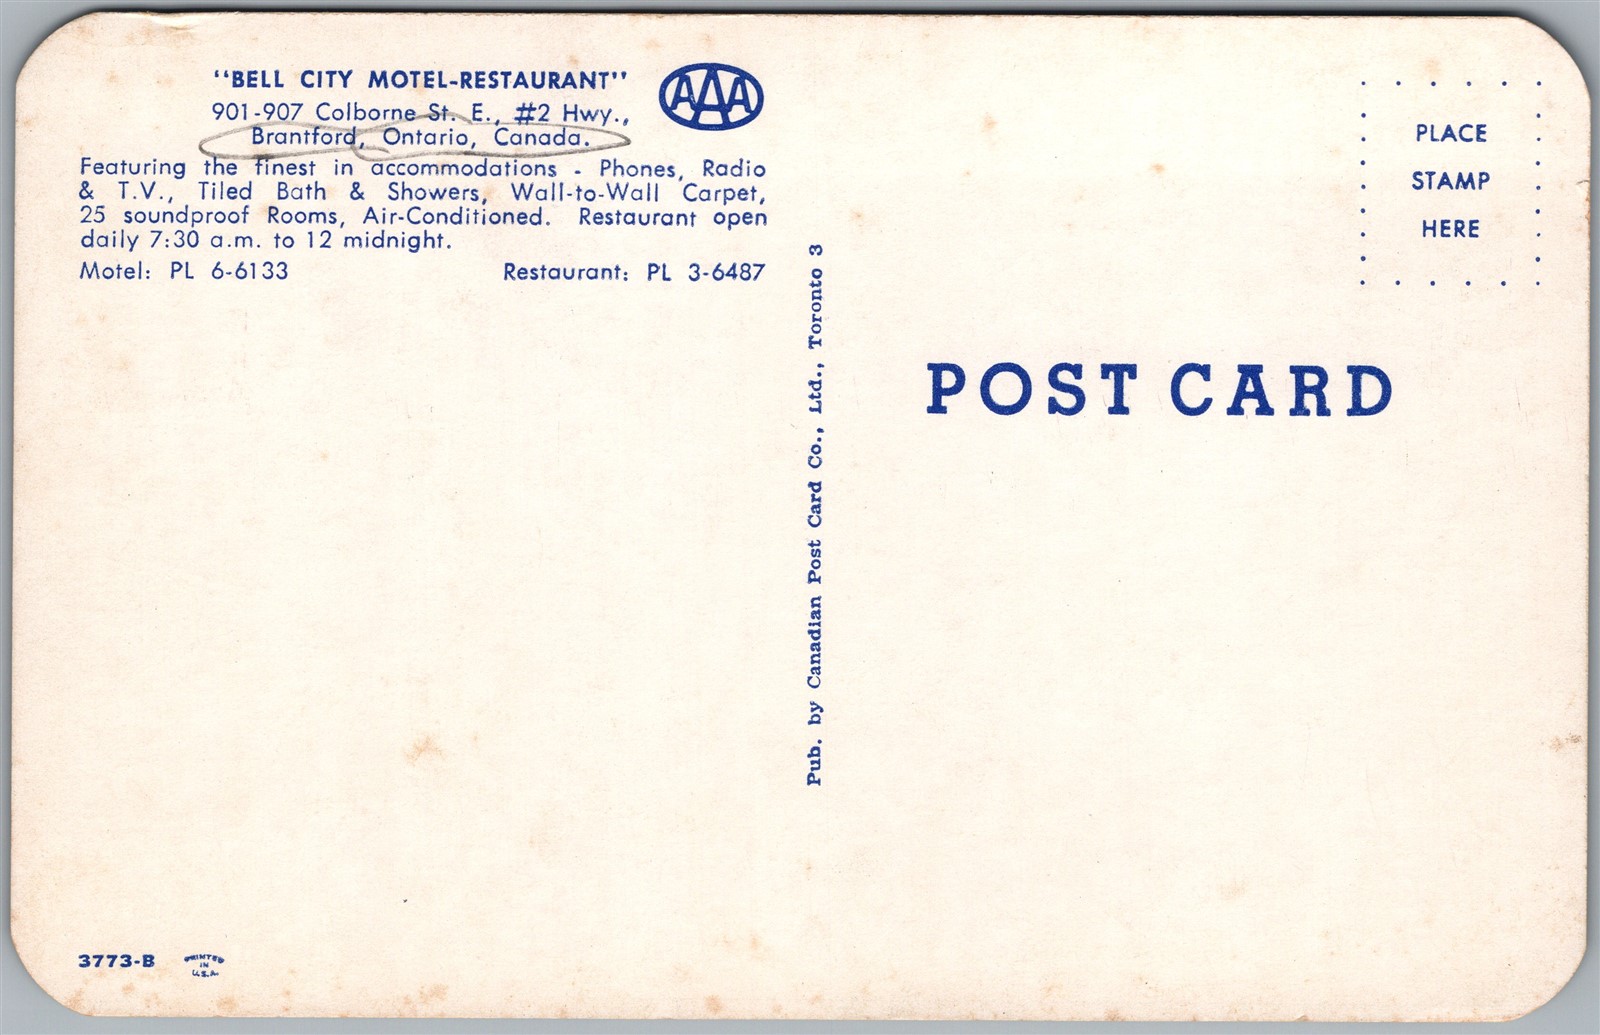 "BELL CITY MOTEL-RESTAURANT"
AAA
901-907 Colborne St. E., #2 Hwy.,
Brantford, Ontario, Canada.
Featuring the finest in accommodations - Phones, Radio
& T.V., Tiled Bath & Showers, Wall-to-Wall Carpet,
25 soundproof Rooms, Air-Conditioned. Restaurant open
daily 7:30 a.m. to 12 midnight.
Motel: PL 6-6133 Restaurant: PL 3-6487
3773-B
PRINTED
IN
U.S.A.
Pub. by Canadian Post Card Co., Ltd., Toronto 3
PLACE
STAMP
HERE
POST CARD